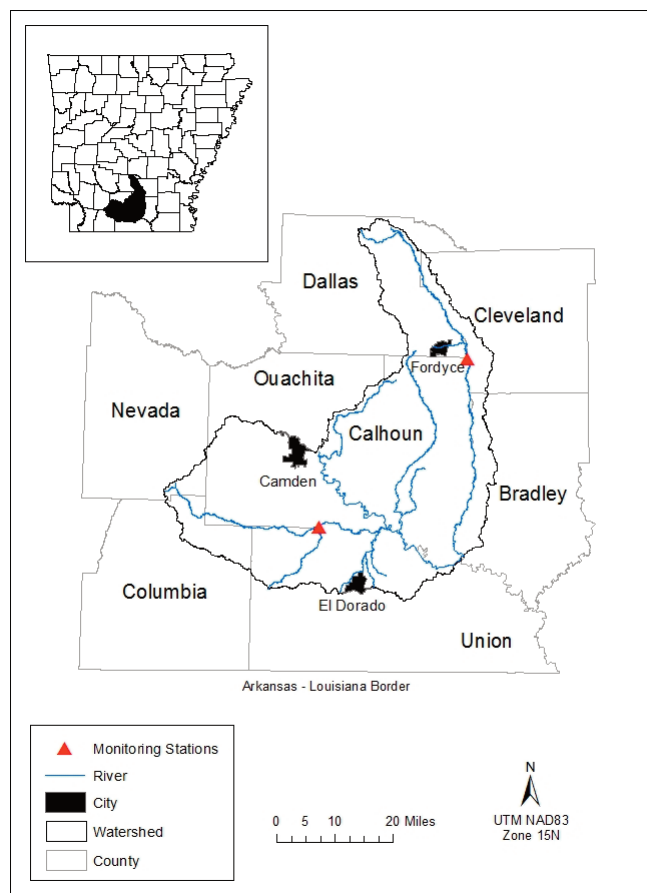 Dallas
Cleveland
Fordyce
Ouachita
Nevada
Calhoun
Camden
Bradley
Columbia
El Dorado
Union
Arkansas - Louisiana Border
Monitoring Stations
River
City
Watershed
County
0 5 10 20 Miles
N
UTM NAD83
Zone 15N